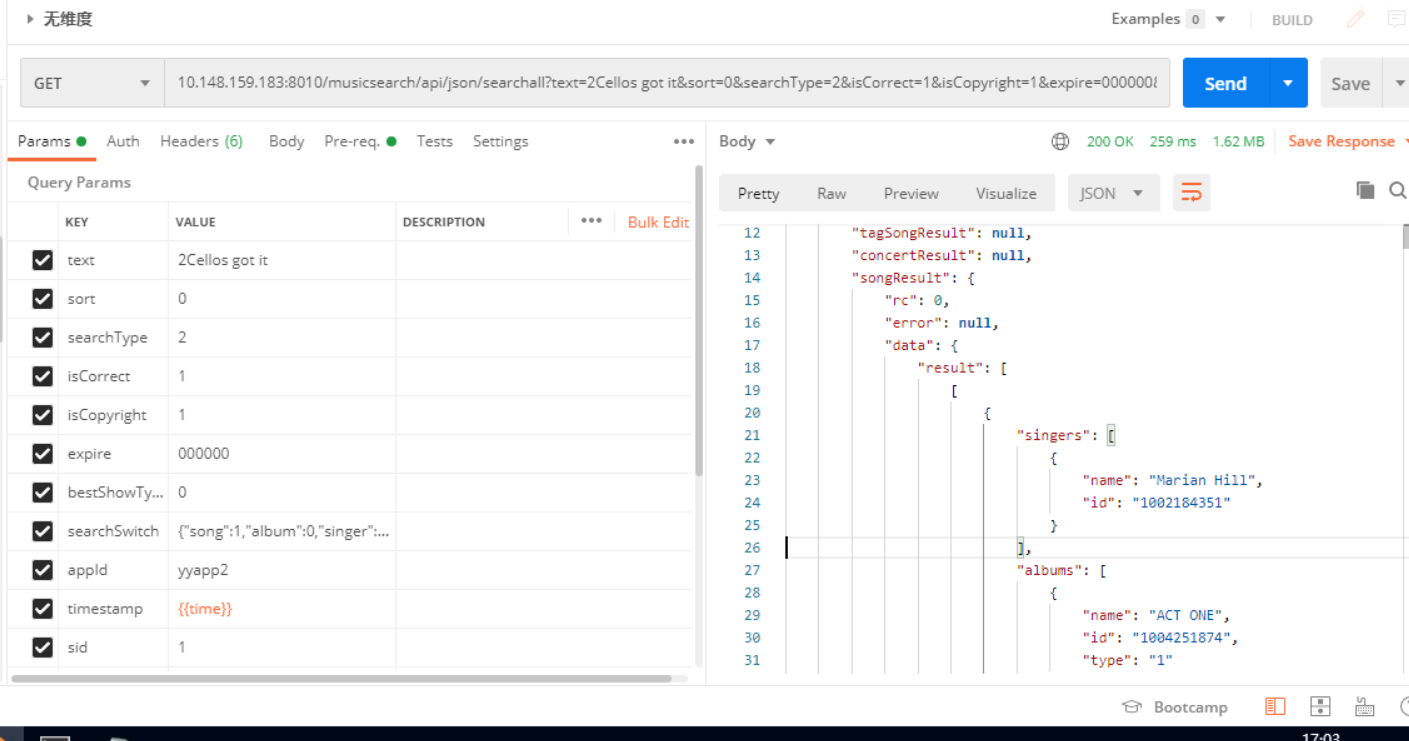 无维度
Examples 0 BUILD
GET 10.148.159.183:8010/musicsearch/api/json/searchall?text=2Cellos got it&sort=0&searchType=2&isCorrect=1&isCopyright=1&expire=000000& Send Save
Params Auth Headers (6) Body Pre-req. Tests Settings
Query Params
KEY VALUE DESCRIPTION ••• Bulk Edit
text 2Cellos got it
sort 0
searchType 2
isCorrect 1
isCopyright 1
expire 000000
bestShowTy... 0
searchSwitch {"song":1,"album":0,"singer":...
appId yyapp2
timestamp {{time}}
sid 1
Body 200 OK 259 ms 1.62 MB Save Response
Pretty Raw Preview Visualize JSON
12 "tagSongResult": null,
13 "concertResult": null,
14 "songResult": {
15 "rc": 0,
16 "error": null,
17 "data": {
18 "result": [
19 [
20 {
21 "singers": [
22 {
23 "name": "Marian Hill",
24 "id": "1002184351"
25 }
26 ],
27 "albums": [
28 {
29 "name": "ACT ONE",
30 "id": "1004251874",
31 "type": "1"
Bootcamp
17:03